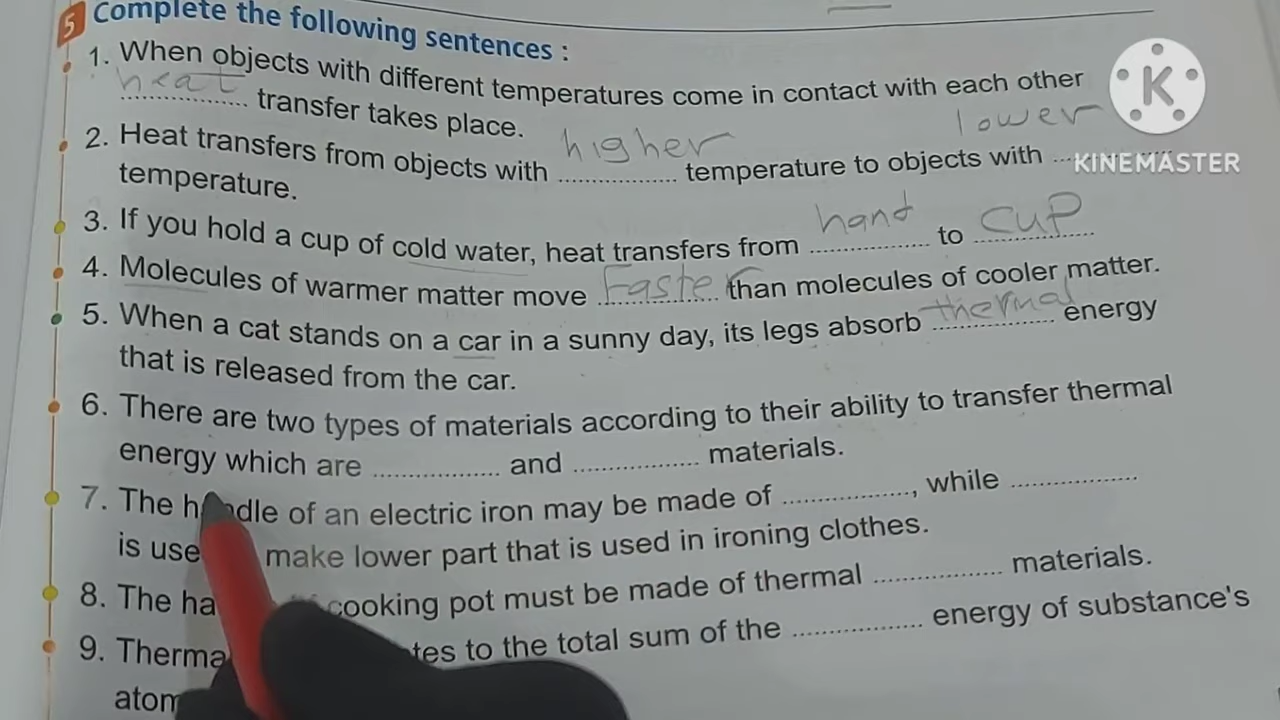 5 Complete the following sentences :
1. When objects with different temperatures come in contact with each other
heat transfer takes place.
2. Heat transfers from objects with higher temperature to objects with lower
temperature.
3. If you hold a cup of cold water, heat transfers from hand to cup
4. Molecules of warmer matter move Faster than molecules of cooler matter.
5. When a cat stands on a car in a sunny day, its legs absorb thermal energy
that is released from the car.
6. There are two types of materials according to their ability to transfer thermal
energy which are .................. and .................. materials.
7. The handle of an electric iron may be made of .................., while ..................
is use make lower part that is used in ironing clothes.
8. The ha cooking pot must be made of thermal .................. materials.
9. Therma tes to the total sum of the .................. energy of substance's
atom
K
KINEMASTER